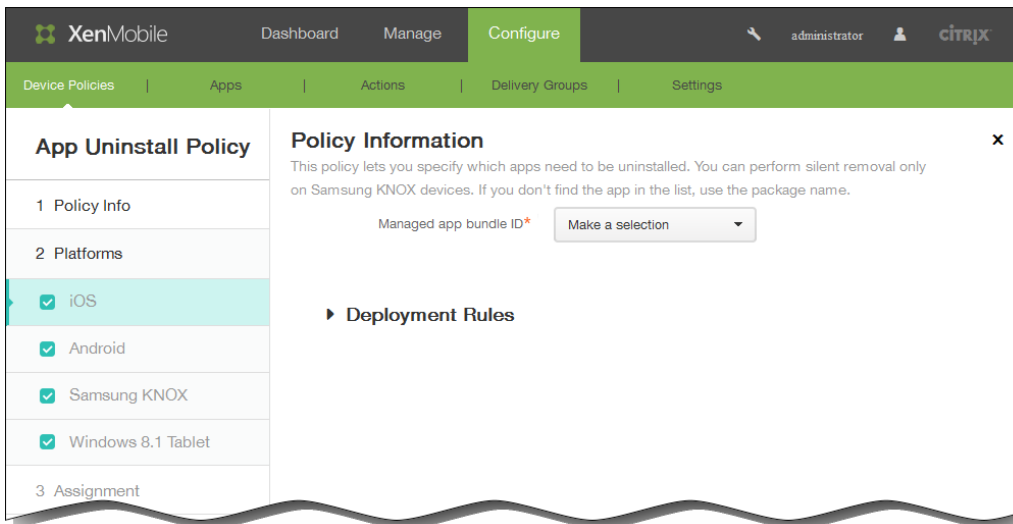 XenMobile Dashboard Manage Configure administrator CİTRIX
Device Policies | Apps | Actions | Delivery Groups | Settings
App Uninstall Policy
1 Policy Info
2 Platforms
iOS
Android
Samsung KNOX
Windows 8.1 Tablet
3 Assignment
Policy Information
This policy lets you specify which apps need to be uninstalled. You can perform silent removal only
on Samsung KNOX devices. If you don't find the app in the list, use the package name.
Managed app bundle ID* Make a selection
Deployment Rules